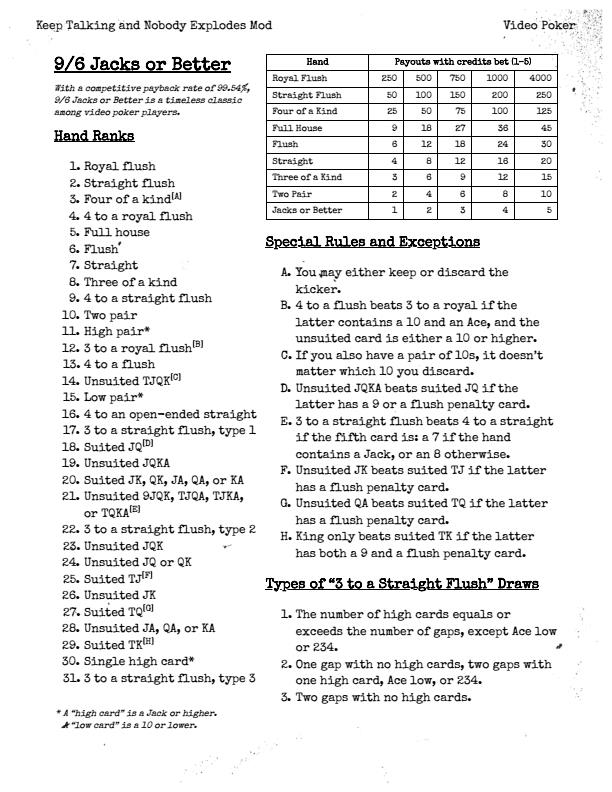 Keep Talking and Nobody Explodes Mod
Video Poker
9/6 Jacks or Better
With a competitive payback rate of 99.54%,
9/6 Jacks or Better is a timeless classic
among video poker players.
Hand Ranks
1. Royal flush
2. Straight flush
3. Four of a kind[A]
4. 4 to a royal flush
5. Full house
6. Flush
7. Straight
8. Three of a kind
9. 4 to a straight flush
10. Two pair
11. High pair*
12. 3 to a royal flush[B]
13. 4 to a flush
14. Unsuited TJQK[C]
15. Low pair*
16. 4 to an open-ended straight
17. 3 to a straight flush, type 1
18. Suited JQ[D]
19. Unsuited JQKA
20. Suited JK, QK, JA, QA, or KA
21. Unsuited 9JQK, TJQA, TJKA,
or TQKA[E]
22. 3 to a straight flush, type 2
23. Unsuited JQK
24. Unsuited JQ or QK
25. Suited TJ[F]
26. Unsuited JK
27. Suited TQ[G]
28. Unsuited JA, QA, or KA
29. Suited TK[H]
30. Single high card*
31. 3 to a straight flush, type 3
* A “high card” is a Jack or higher.
A “low card” is a 10 or lower.
Hand Payouts with credits bet (1-5)
Royal Flush 250 500 750 1000 4000
Straight Flush 50 100 150 200 250
Four of a Kind 25 50 75 100 125
Full House 9 18 27 36 45
Flush 6 12 18 24 30
Straight 4 8 12 16 20
Three of a Kind 3 6 9 12 15
Two Pair 2 4 6 8 10
Jacks or Better 1 2 3 4 5
Special Rules and Exceptions
A. You may either keep or discard the
kicker.
B. 4 to a flush beats 3 to a royal if the
latter contains a 10 and an Ace, and the
unsuited card is either a 10 or higher.
C. If you also have a pair of 10s, it doesn’t
matter which 10 you discard.
D. Unsuited JQKA beats suited JQ if the
latter has a 9 or a flush penalty card.
E. 3 to a straight flush beats 4 to a straight
if the fifth card is: a 7 if the hand
contains a Jack, or an 8 otherwise.
F. Unsuited JK beats suited TJ if the latter
has a flush penalty card.
G. Unsuited QA beats suited TQ if the latter
has a flush penalty card.
H. King only beats suited TK if the latter
has both a 9 and a flush penalty card.
Types of “3 to a Straight Flush” Draws
1. The number of high cards equals or
exceeds the number of gaps, except Ace low
or 234.
2. One gap with no high cards, two gaps with
one high card, Ace low, or 234.
3. Two gaps with no high cards.